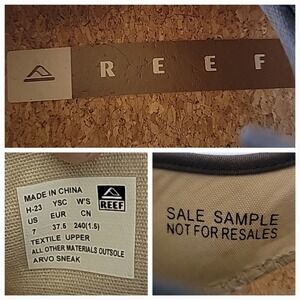 REEF
MADE IN CHINA
H-23 YSC W'S
US EUR CN
7 37.5 240(1.5)
TEXTILE UPPER
ALL OTHER MATERIALS OUTSOLE
ARVO SNEAK
REEF
SALE SAMPLE
NOT FOR RESALES